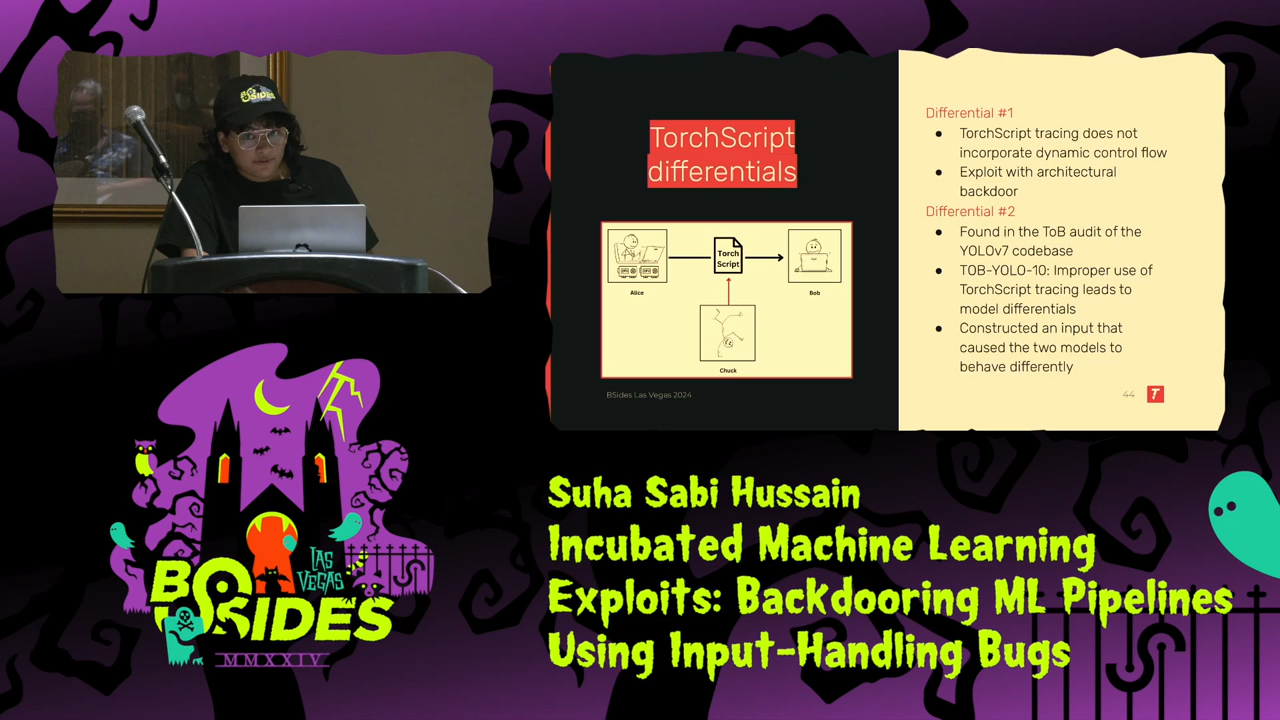 BSIDES
TorchScript
differentials
Torch
Script
Alice
Bob
Chuck
BSides Las Vegas 2024
Differential #1
● TorchScript tracing does not
incorporate dynamic control flow
● Exploit with architectural
backdoor
Differential #2
● Found in the ToB audit of the
YOLOv7 codebase
● TOB-YOLO-10: Improper use of
TorchScript tracing leads to
model differentials
● Constructed an input that
caused the two models to
behave differently
44
T
LAS
VEGAS
BSIDES
MMXXIV
Suha Sabi Hussain
Incubated Machine Learning
Exploits: Backdooring ML Pipelines
Using Input-Handling Bugs